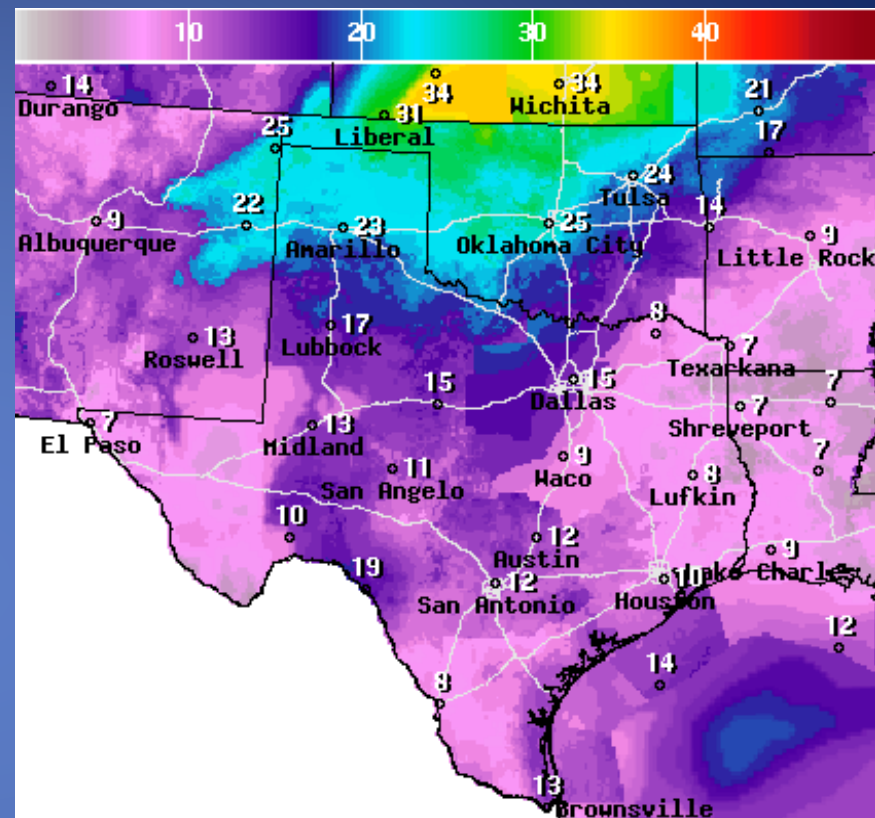 10 20 30 40
14 34 34 21
Durango Wichita
31
Liberal
25 17
24
Tulsa
9 22 23 25 14 9
Albuquerque Amarillo Oklahoma City Little Rock
13 17 8 7
Roswell Lubbock Texarkana
15 15 7 7
Dallas
7 13 Shreveport
El Paso Midland
11 9 8 7
San Angelo Waco Lufkin
10 12 9
Austin
19 12 10 Lake Charles
San Antonio Houston
12
14
8
13
Brownsville